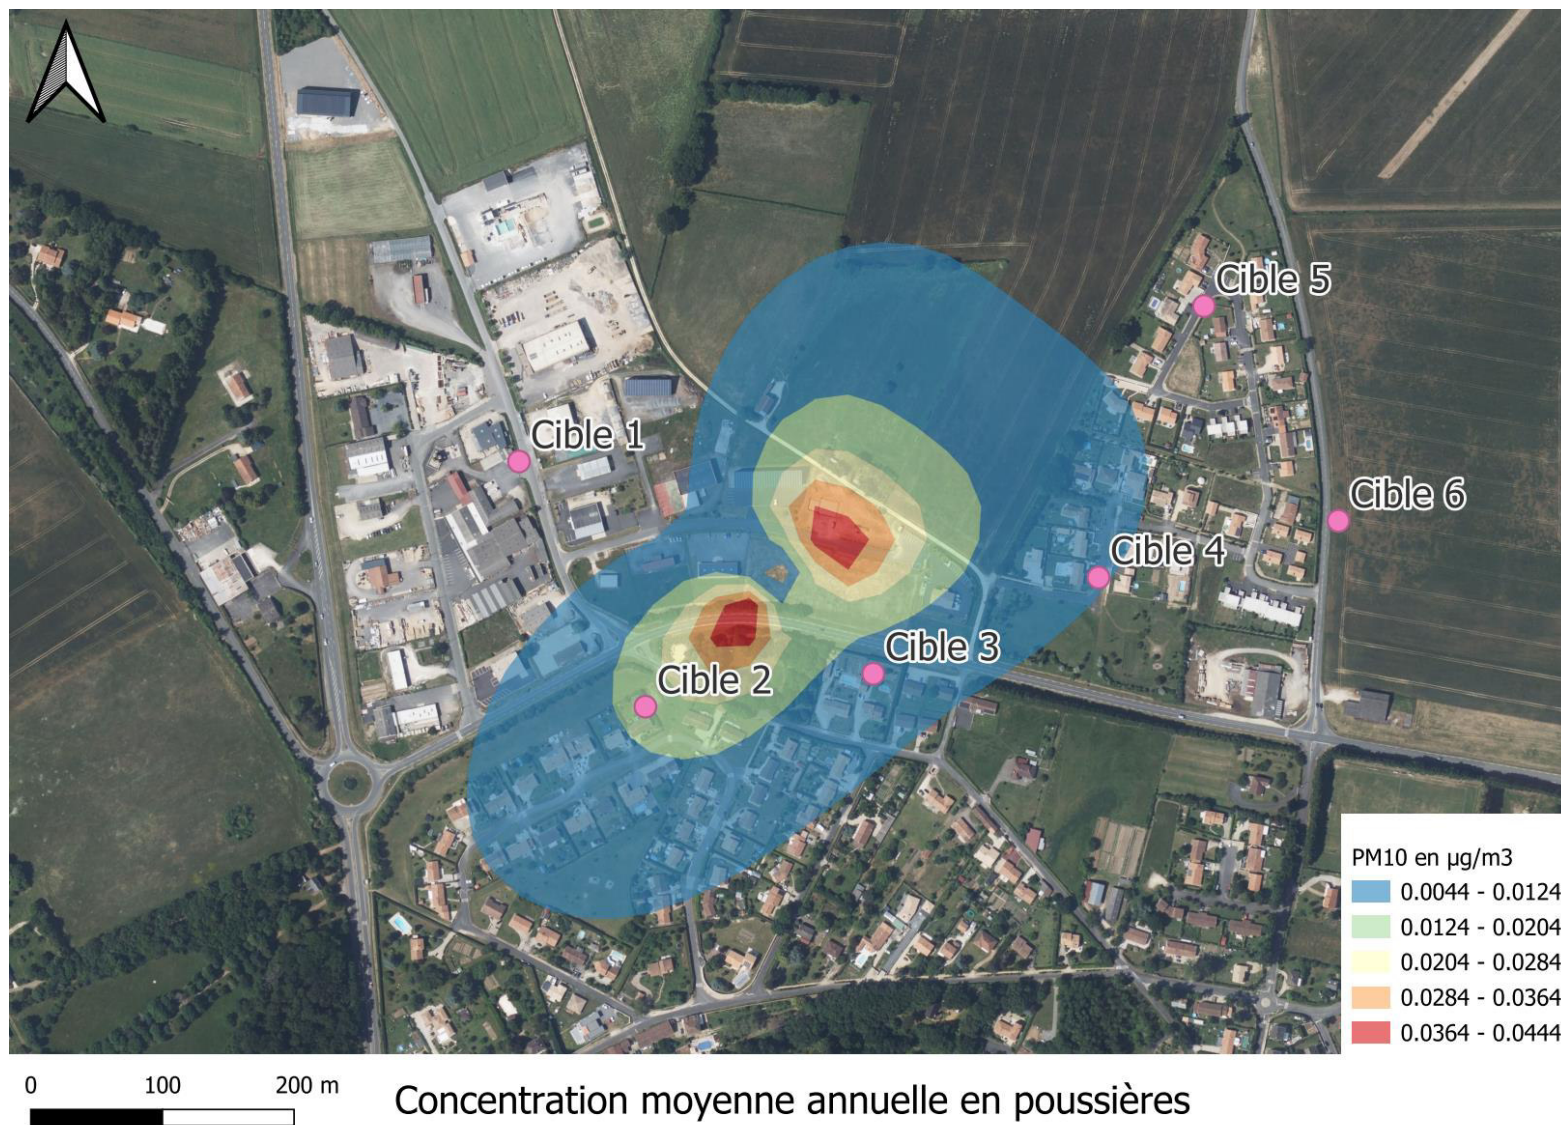 Cible 5
Cible 1
Cible 6
Cible 4
Cible 3
Cible 2
PM10 en µg/m3
0.0044 - 0.0124
0.0124 - 0.0204
0.0204 - 0.0284
0.0284 - 0.0364
0.0364 - 0.0444
0 100 200 m
Concentration moyenne annuelle en poussières